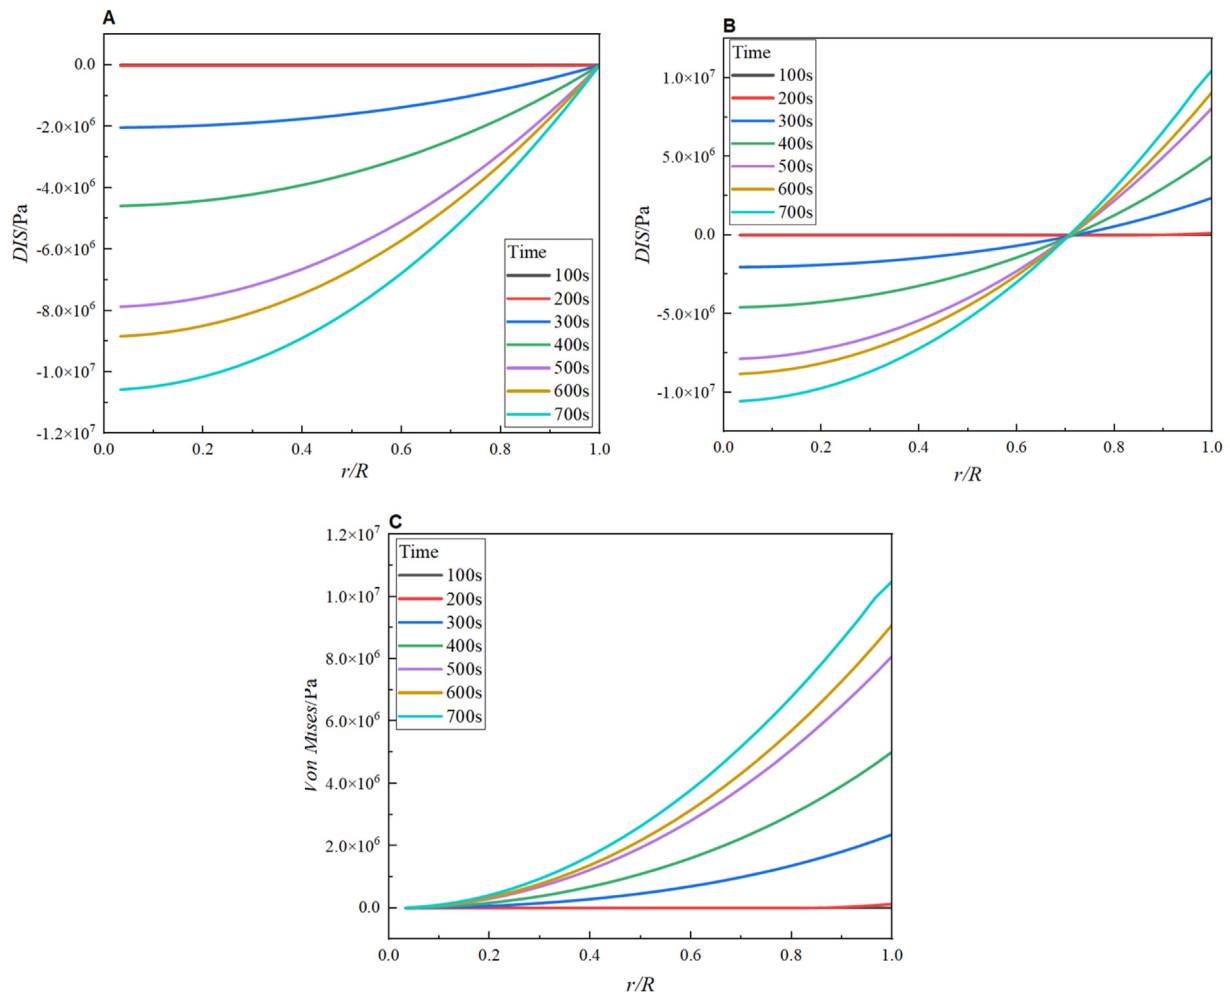 A
0.0
-2.0×10⁶
-4.0×10⁶
-6.0×10⁶
-8.0×10⁶
-1.0×10⁷
-1.2×10⁷
DIS/Pa
Time
100s
200s
300s
400s
500s
600s
700s
0.0 0.2 0.4 0.6 0.8 1.0
r/R
B
1.0×10⁷
5.0×10⁶
0.0
-5.0×10⁶
-1.0×10⁷
DIS/Pa
Time
100s
200s
300s
400s
500s
600s
700s
0.0 0.2 0.4 0.6 0.8 1.0
r/R
C
1.2×10⁷
1.0×10⁷
8.0×10⁶
6.0×10⁶
4.0×10⁶
2.0×10⁶
0.0
Von Mises/Pa
Time
100s
200s
300s
400s
500s
600s
700s
0.0 0.2 0.4 0.6 0.8 1.0
r/R